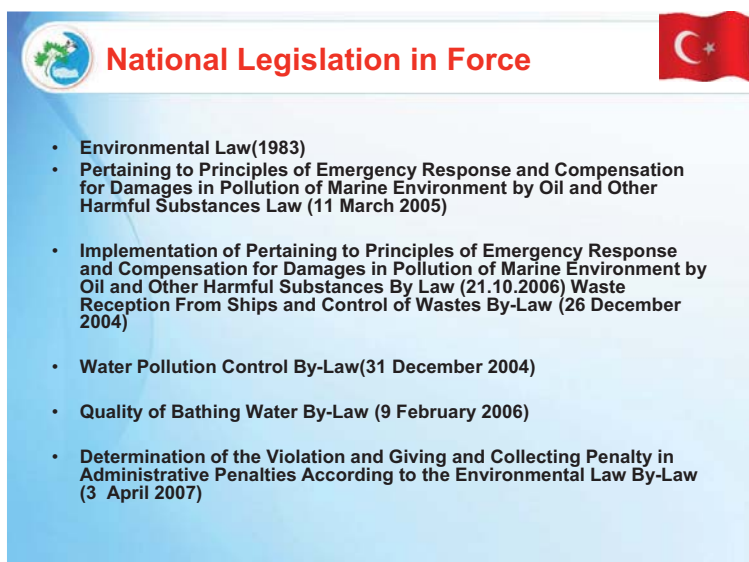 National Legislation in Force
• Environmental Law(1983)
• Pertaining to Principles of Emergency Response and Compensation
for Damages in Pollution of Marine Environment by Oil and Other
Harmful Substances Law (11 March 2005)
• Implementation of Pertaining to Principles of Emergency Response
and Compensation for Damages in Pollution of Marine Environment by
Oil and Other Harmful Substances By Law (21.10.2006) Waste
Reception From Ships and Control of Wastes By-Law (26 December
2004)
• Water Pollution Control By-Law(31 December 2004)
• Quality of Bathing Water By-Law (9 February 2006)
• Determination of the Violation and Giving and Collecting Penalty in
Administrative Penalties According to the Environmental Law By-Law
(3 April 2007)